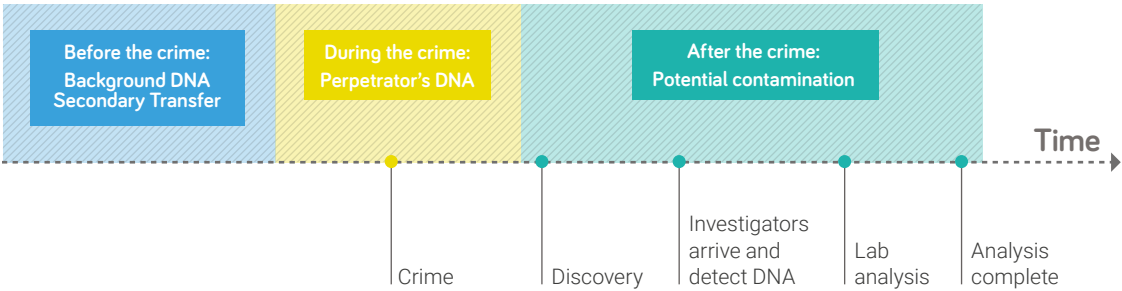 Before the crime:
Background DNA
Secondary Transfer
During the crime:
Perpetrator's DNA
After the crime:
Potential contamination
Time
Crime
Discovery
Investigators
arrive and
detect DNA
Lab
analysis
Analysis
complete